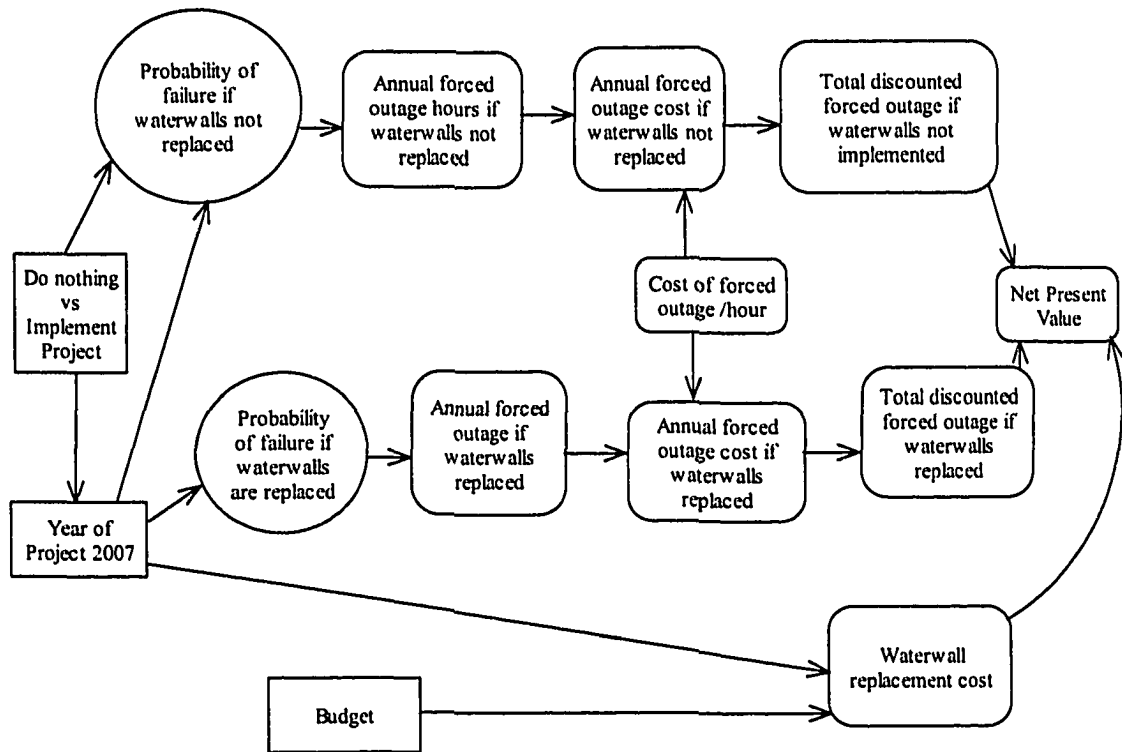 Probability of
failure if
waterwalls not
replaced
Annual forced
outage hours if
waterwalls not
replaced
Annual forced
outage cost if
waterwalls not
replaced
Total discounted
forced outage if
waterwalls not
implemented
Do nothing
vs
Implement
Project
Cost of forced
outage /hour
Net Present
Value
Probability
of failure if
waterwalls
are replaced
Annual forced
outage if
waterwalls
replaced
Annual forced
outage cost if
waterwalls
replaced
Total discounted
forced outage if
waterwalls
replaced
Year of
Project 2007
Waterwall
replacement cost
Budget